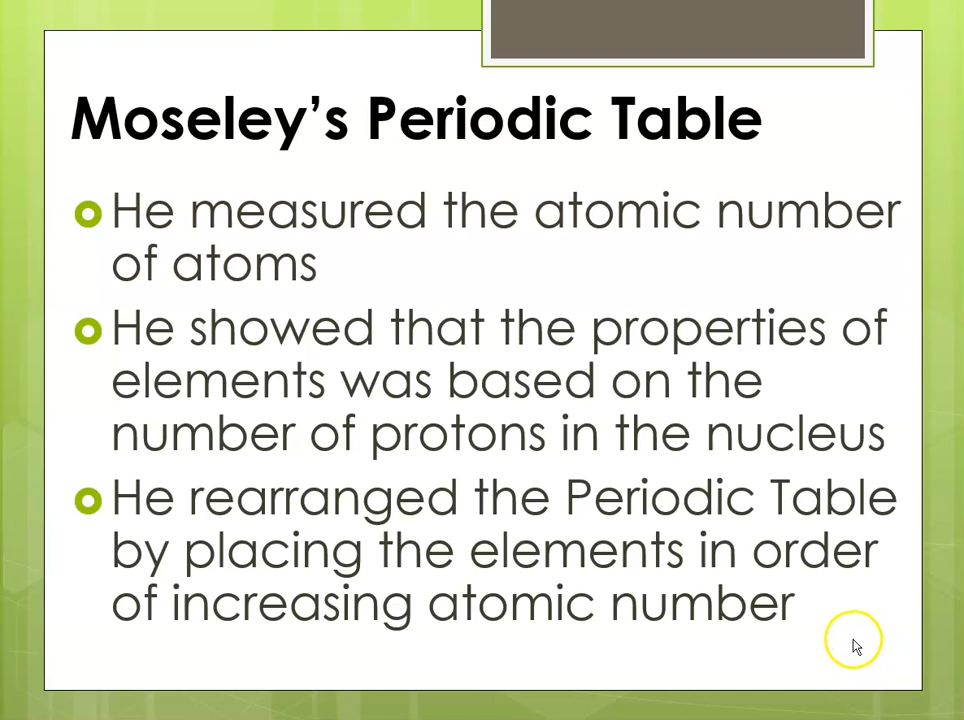 Moseley’s Periodic Table
He measured the atomic number
of atoms
He showed that the properties of
elements was based on the
number of protons in the nucleus
He rearranged the Periodic Table
by placing the elements in order
of increasing atomic number